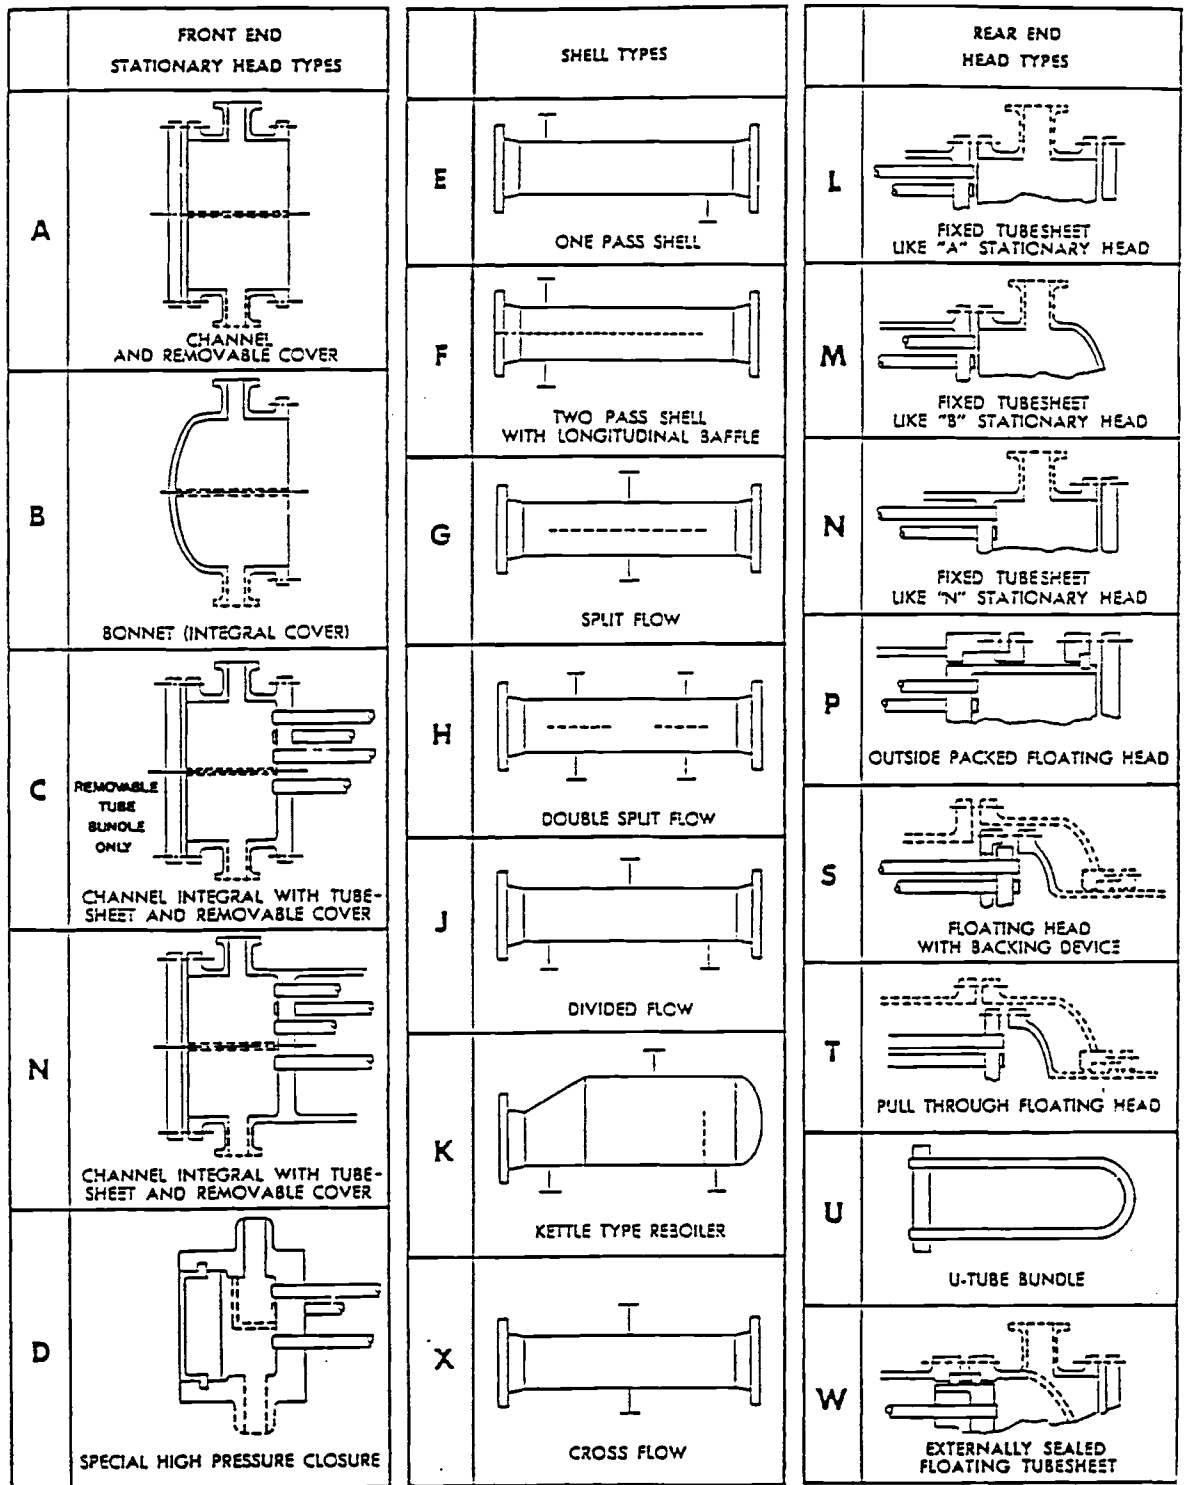 FRONT END
STATIONARY HEAD TYPES
A
CHANNEL
AND REMOVABLE COVER
B
BONNET (INTEGRAL COVER)
C
REMOVABLE
TUBE
BUNDLE
ONLY
CHANNEL INTEGRAL WITH TUBE-
SHEET AND REMOVABLE COVER
N
CHANNEL INTEGRAL WITH TUBE-
SHEET AND REMOVABLE COVER
D
SPECIAL HIGH PRESSURE CLOSURE
SHELL TYPES
E
ONE PASS SHELL
F
TWO PASS SHELL
WITH LONGITUDINAL BAFFLE
G
SPLIT FLOW
H
DOUBLE SPLIT FLOW
J
DIVIDED FLOW
K
KETTLE TYPE REBOILER
X
CROSS FLOW
REAR END
HEAD TYPES
L
FIXED TUBESHEET
LIKE "A" STATIONARY HEAD
M
FIXED TUBESHEET
LIKE "B" STATIONARY HEAD
N
FIXED TUBESHEET
LIKE "N" STATIONARY HEAD
P
OUTSIDE PACKED FLOATING HEAD
S
FLOATING HEAD
WITH BACKING DEVICE
T
PULL THROUGH FLOATING HEAD
U
U-TUBE BUNDLE
W
EXTERNALLY SEALED
FLOATING TUBESHEET